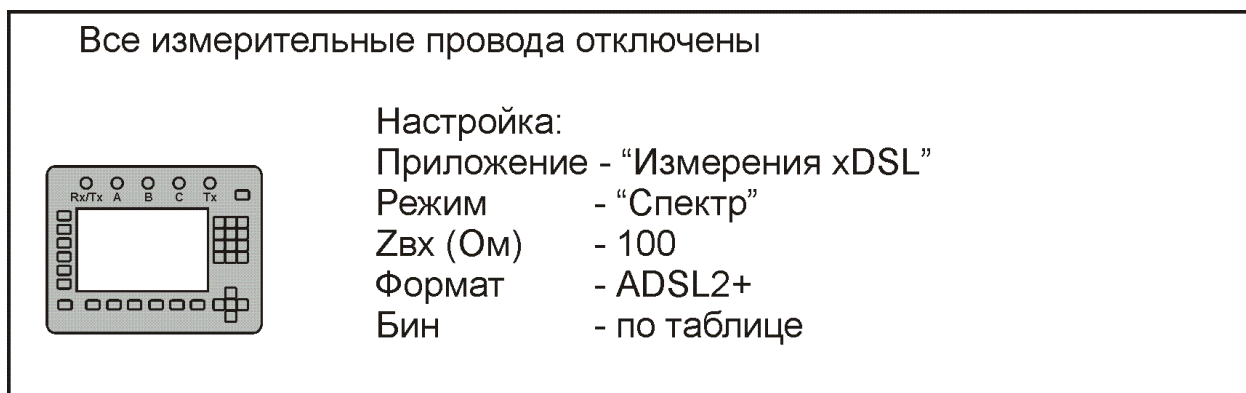 Все измерительные провода отключены
Настройка:
Приложение - “Измерения xDSL”
Режим - “Спектр”
Zвх (Ом) - 100
Формат - ADSL2+
Бин - по таблице
Rx/Tx A B C Tx